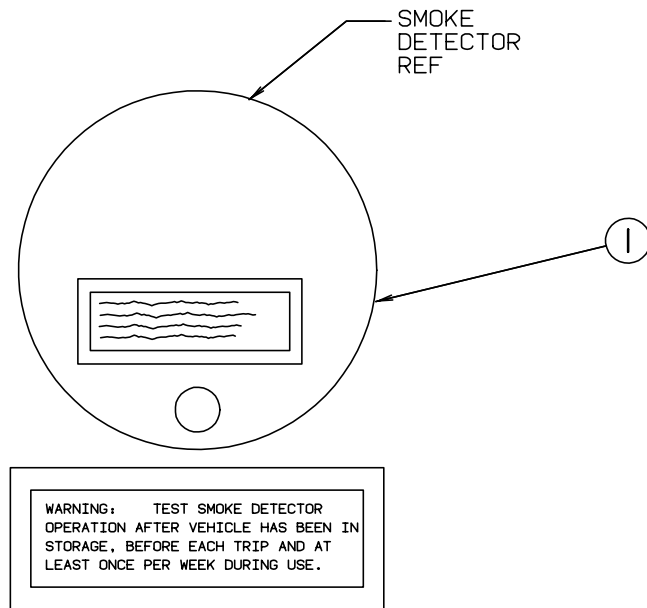 SMOKE
DETECTOR
REF
1
WARNING: TEST SMOKE DETECTOR
OPERATION AFTER VEHICLE HAS BEEN IN
STORAGE, BEFORE EACH TRIP AND AT
LEAST ONCE PER WEEK DURING USE.